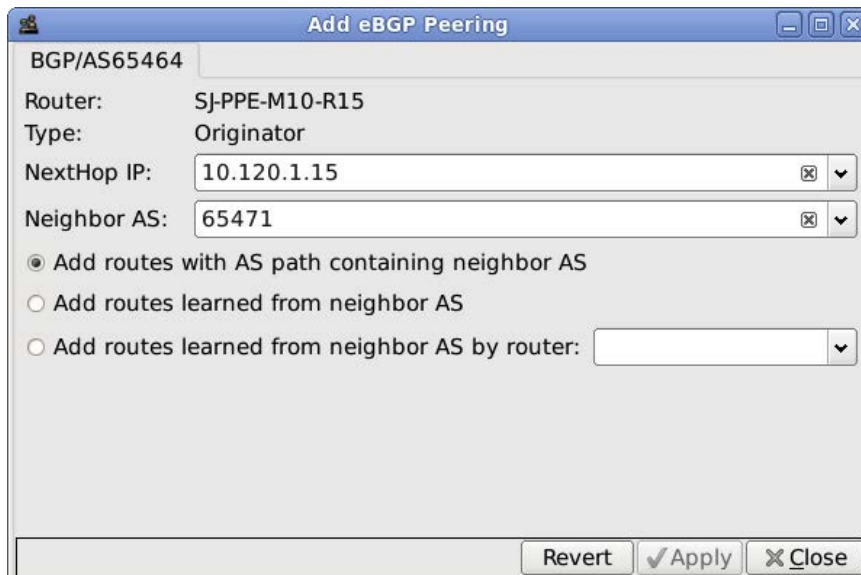 Add eBGP Peering
BGP/AS65464
Router: SJ-PPE-M10-R15
Type: Originator
NextHop IP: 10.120.1.15
Neighbor AS: 65471
Add routes with AS path containing neighbor AS
Add routes learned from neighbor AS
Add routes learned from neighbor AS by router:
Revert Apply Close